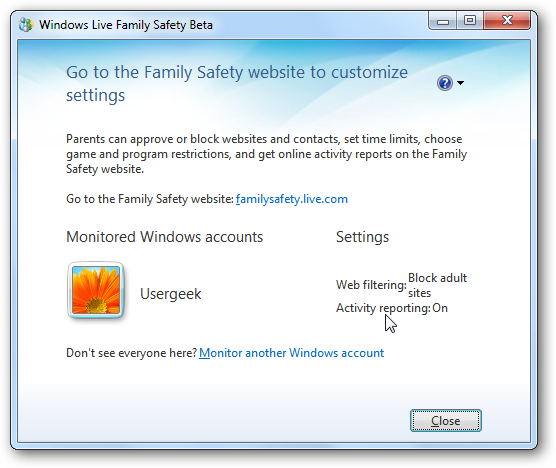 Windows Live Family Safety Beta
Go to the Family Safety website to customize
settings
Parents can approve or block websites and contacts, set time limits, choose
game and program restrictions, and get online activity reports on the Family
Safety website.
Go to the Family Safety website: familysafety.live.com
Monitored Windows accounts
Settings
Usergeek
Web filtering: Block adult
sites
Activity reporting: On
Don't see everyone here? Monitor another Windows account
Close